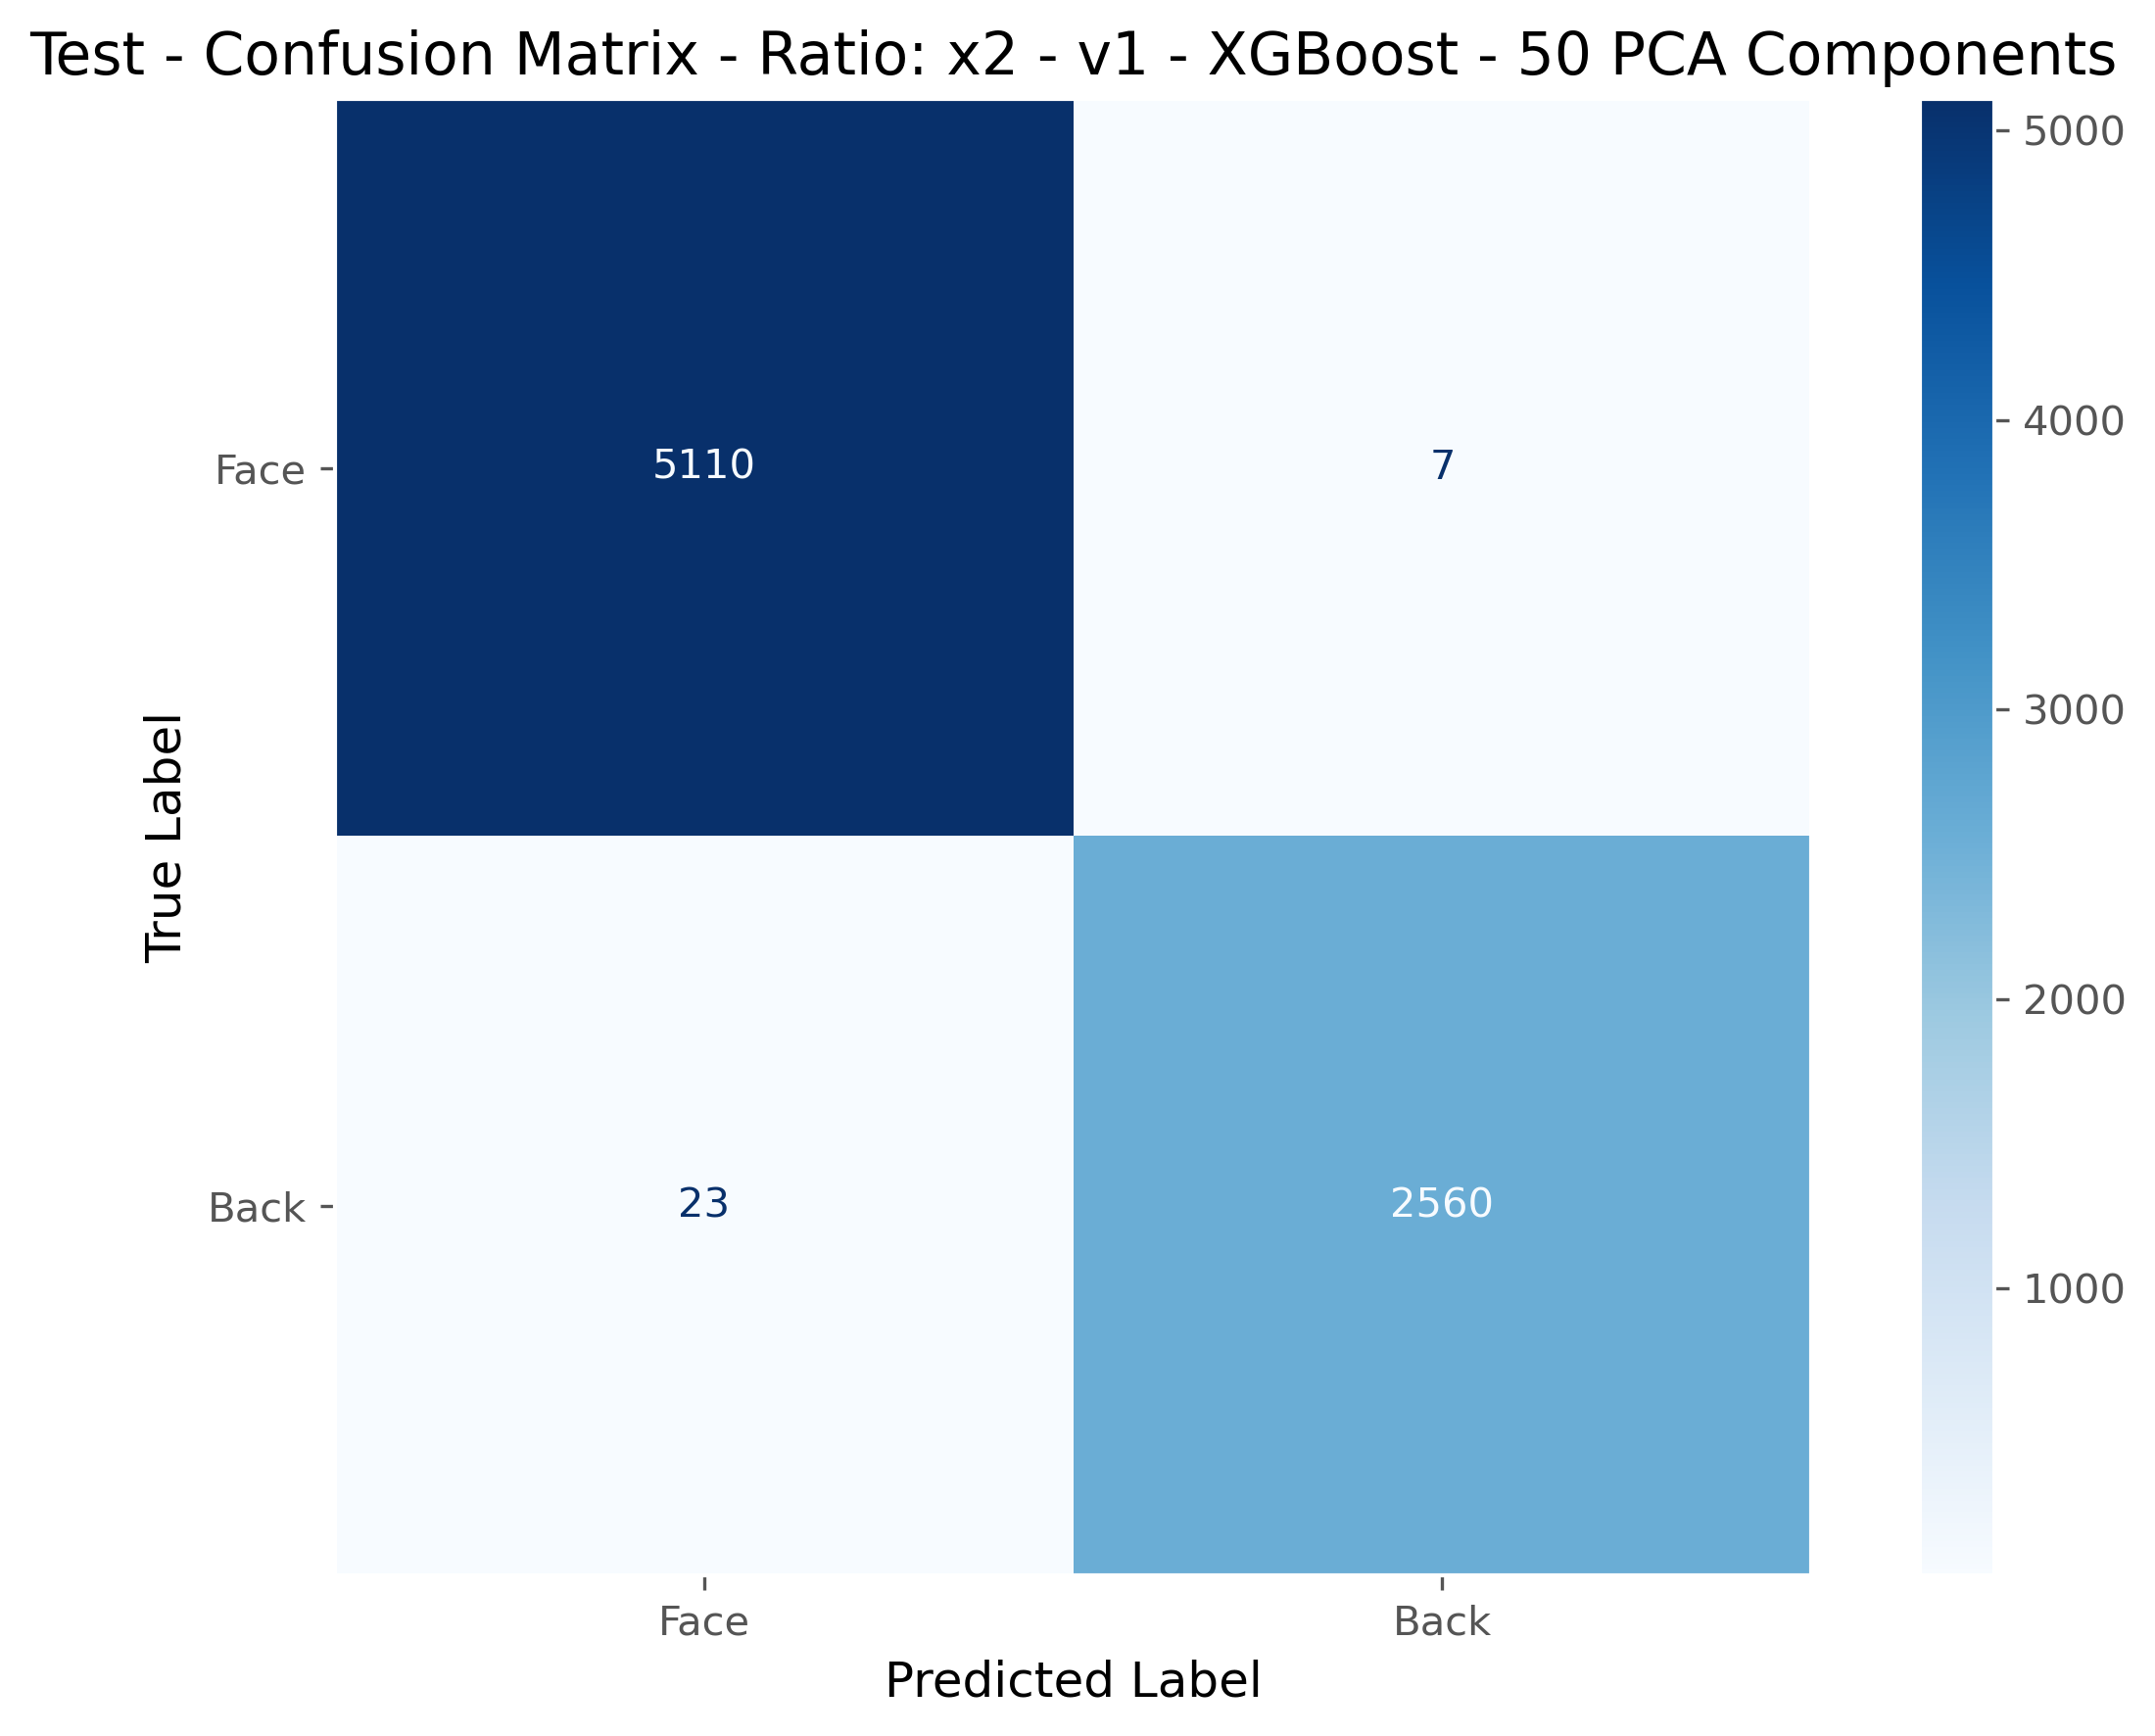 Test - Confusion Matrix - Ratio: x2 - v1 - XGBoost - 50 PCA Components
5000
4000
3000
2000
1000
True Label
Face
5110
7
Back
23
2560
Face
Back
Predicted Label